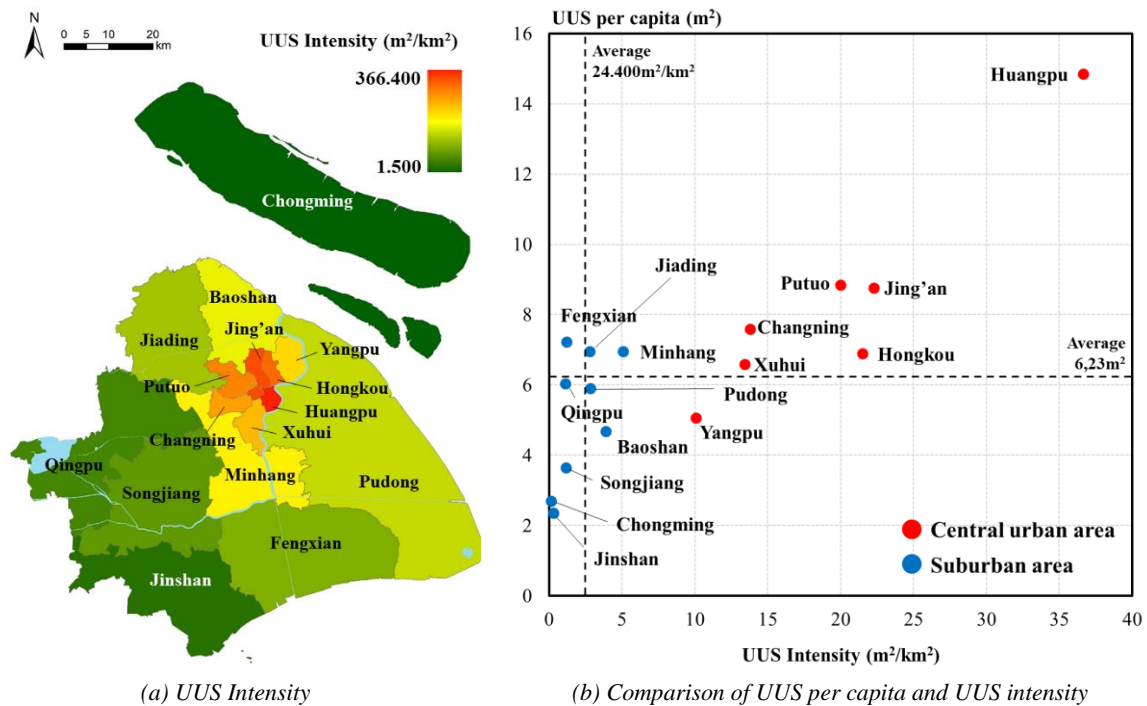 N
0 5 10 20
km
UUS Intensity (m²/km²)
366.400
1.500
Chongming
Baoshan
Jiading
Jing’an
Yangpu
Putuo
Hongkou
Huangpu
Changning
Xuhui
Qingpu
Minhang
Songjiang
Pudong
Fengxian
Jinshan
(a) UUS Intensity
UUS per capita (m²)
16
14
12
10
8
6
4
2
0
Average
24.400m²/km²
Huangpu
Jiading
Putuo
Jing’an
Fengxian
Changning
Minhang
Hongkou
Xuhui
Average
6,23m²
Qingpu
Pudong
Yangpu
Baoshan
Songjiang
Chongming
Jinshan
Central urban area
Suburban area
0 5 10 15 20 25 30 35 40
UUS Intensity (m²/km²)
(b) Comparison of UUS per capita and UUS intensity